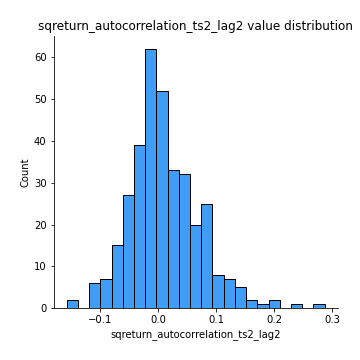 sqreturn_autocorrelation_ts2_lag2 value distribution
60
50
40
30
20
10
0
Count
−0.1 0.0 0.1 0.2 0.3
sqreturn_autocorrelation_ts2_lag2